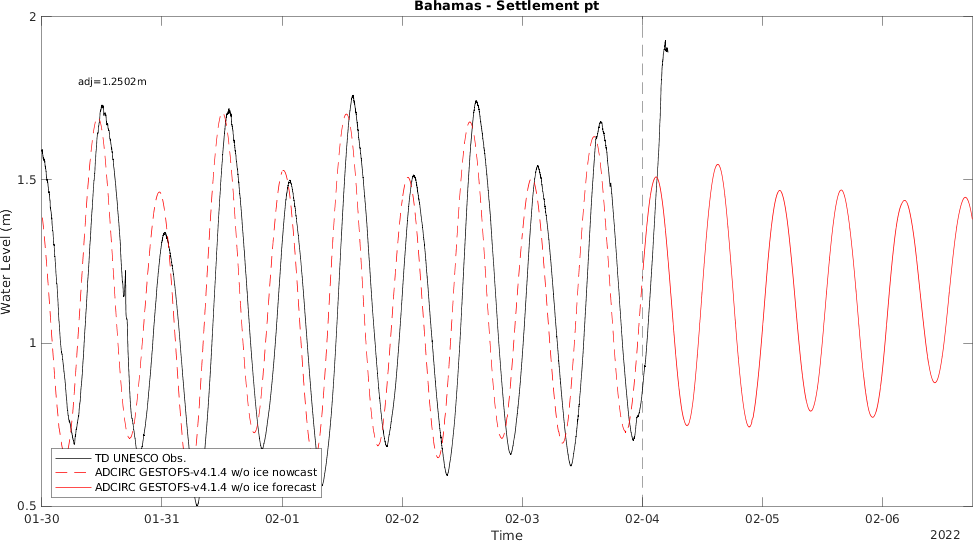 Bahamas - Settlement pt
2
adj=1.2502m
1.5
Water Level (m)
1
TD UNESCO Obs.
ADCIRC GESTOFS-v4.1.4 w/o ice nowcast
ADCIRC GESTOFS-v4.1.4 w/o ice forecast
0.5
01-30 01-31 02-01 02-02 02-03 02-04 02-05 02-06
Time
2022